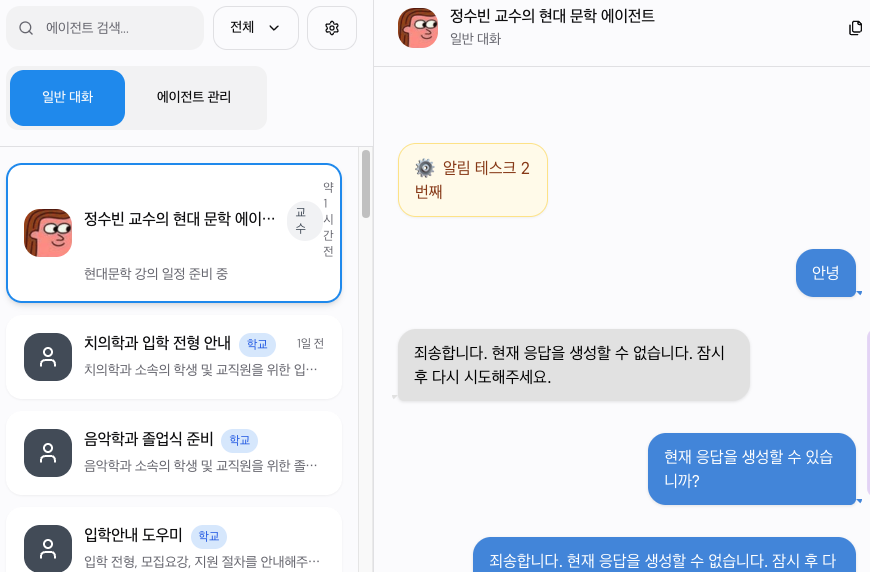 에이전트 검색...
전체
일반 대화
에이전트 관리
정수빈 교수의 현대 문학 에이…
교
수
약
1
시
간
전
현대문학 강의 일정 준비 중
치의학과 입학 전형 안내
학교
1일 전
치의학과 소속의 학생 및 교직원을 위한 입…
음악학과 졸업식 준비
학교
음악학과 소속의 학생 및 교직원을 위한 졸…
입학안내 도우미
학교
입학 전형, 모집요강, 지원 절차를 안내해주…
정수빈 교수의 현대 문학 에이전트
일반 대화
알림 테스크 2
번째
안녕
죄송합니다. 현재 응답을 생성할 수 없습니다. 잠시
후 다시 시도해주세요.
현재 응답을 생성할 수 있습
니까?
죄송합니다. 현재 응답을 생성할 수 없습니다. 잠시 후 다